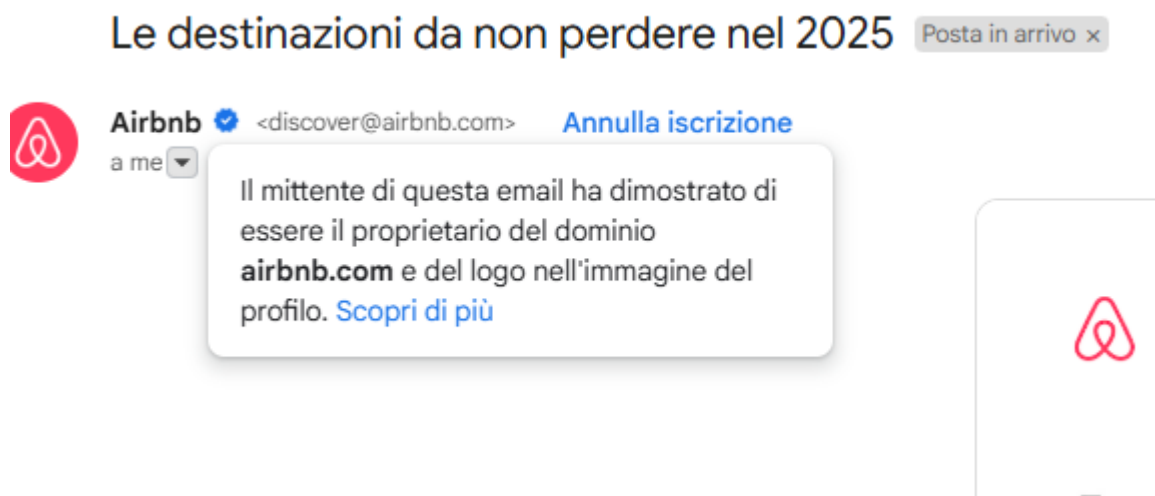 Le destinazioni da non perdere nel 2025 Posta in arrivo x
Airbnb <discover@airbnb.com> Annulla iscrizione
a me
Il mittente di questa email ha dimostrato di
essere il proprietario del dominio
airbnb.com e del logo nell'immagine del
profilo. Scopri di più